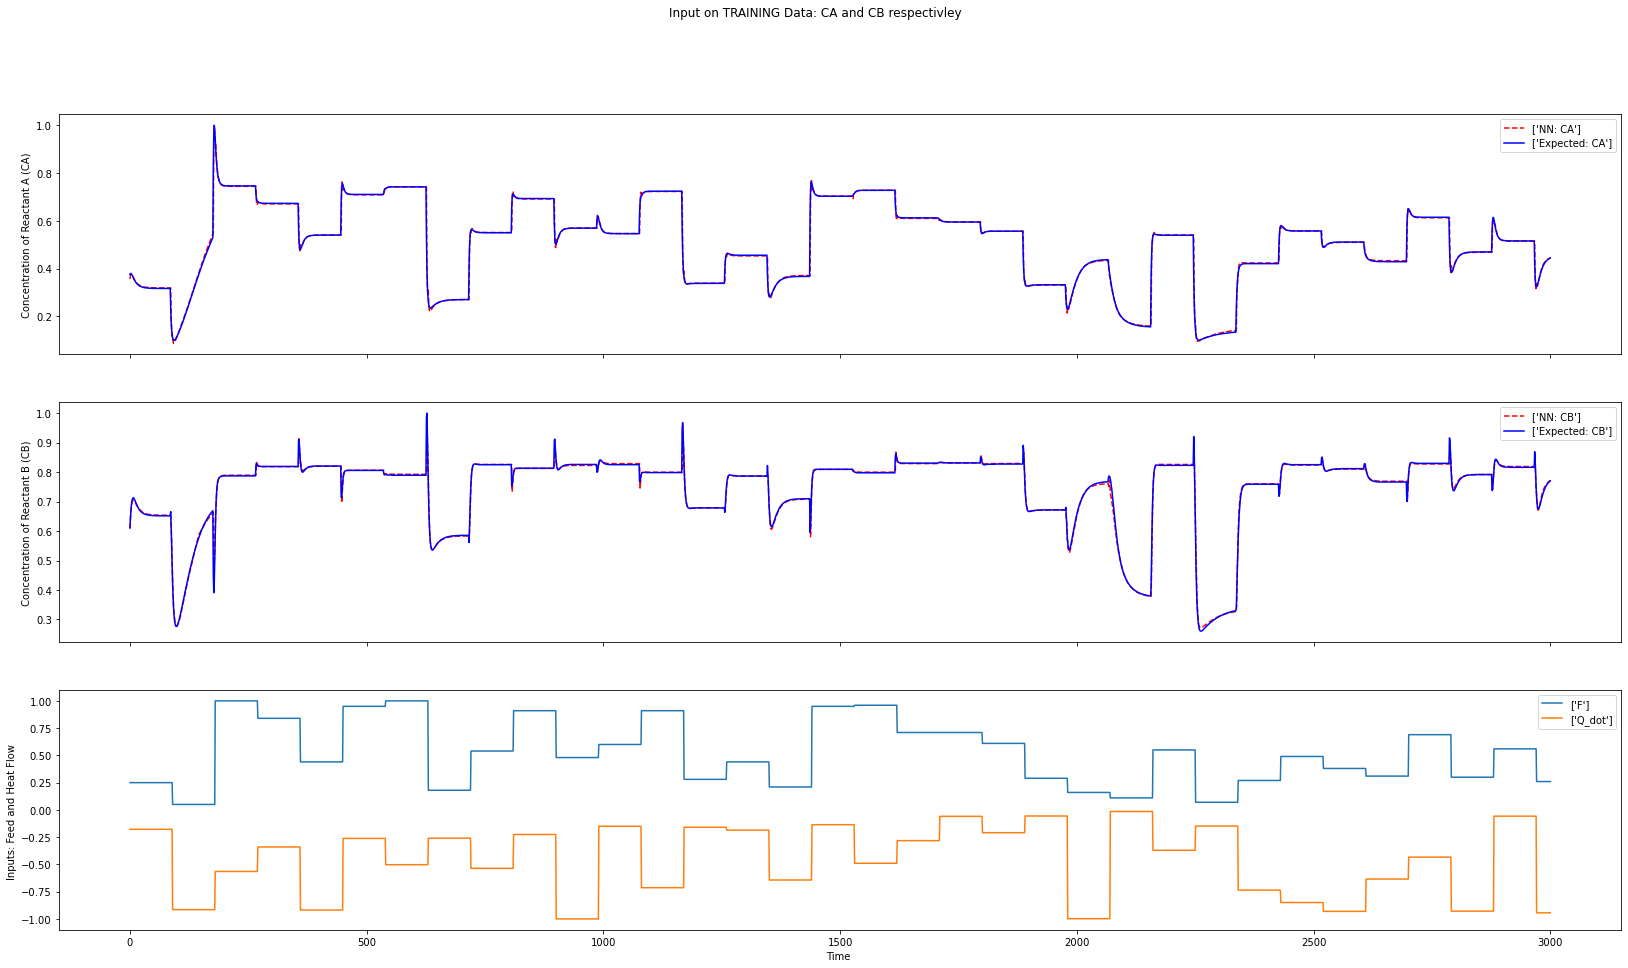 Input on TRAINING Data: CA and CB respectivley
Concentration of Reactant A (CA)
1.0
0.8
0.6
0.4
0.2
['NN: CA']
['Expected: CA']
Concentration of Reactant B (CB)
1.0
0.9
0.8
0.7
0.6
0.5
0.4
0.3
['NN: CB']
['Expected: CB']
Inputs: Feed and Heat Flow
1.00
0.75
0.50
0.25
0.00
−0.25
−0.50
−0.75
−1.00
['F']
['Q_dot']
0 500 1000 1500 2000 2500 3000
Time